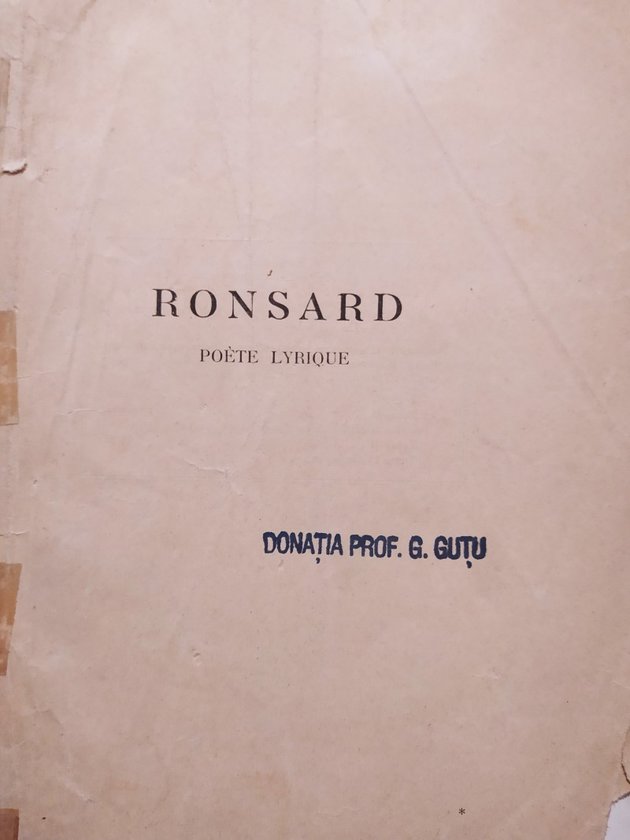 RONSARD
POÈTE LYRIQUE
DONAȚIA PROF. G. GUȚU
*